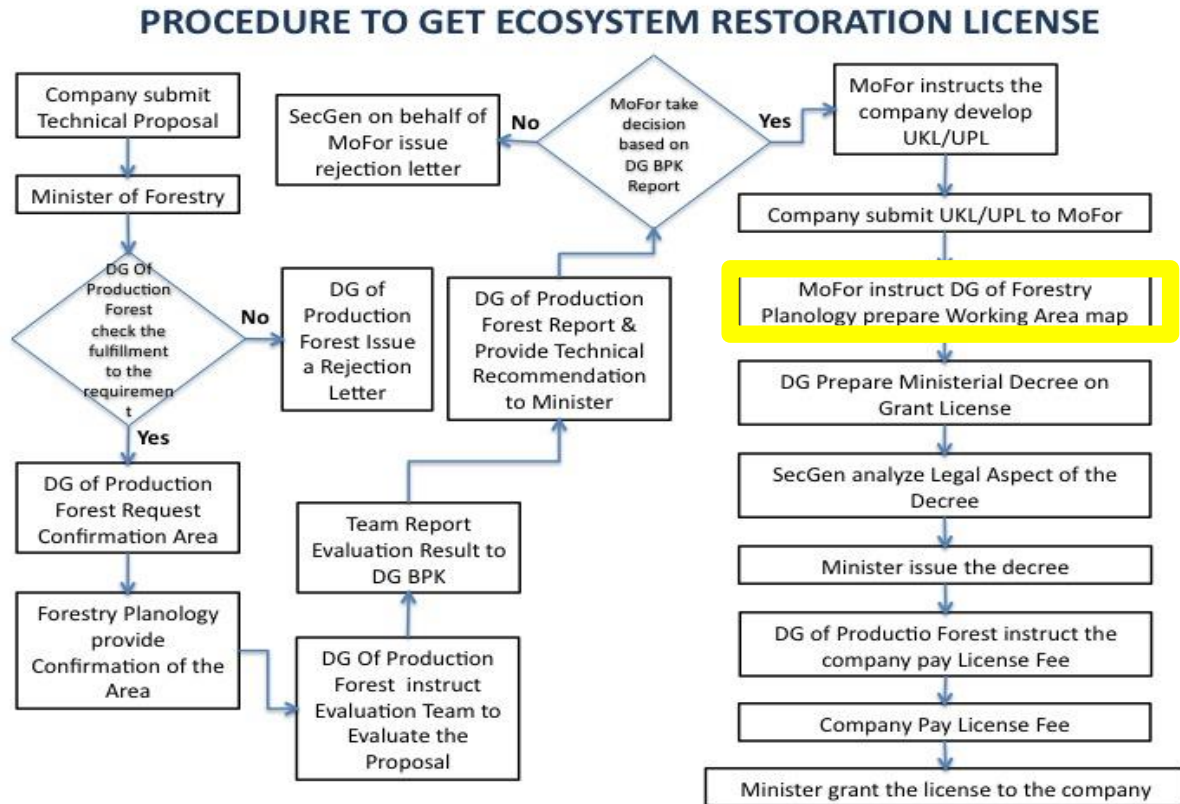 PROCEDURE TO GET ECOSYSTEM RESTORATION LICENSE
Company submit
Technical Proposal
Minister of Forestry
DG Of
Production
Forest
check the
fulfillment
to the
requiremen
t
No
DG of
Production
Forest Issue
a Rejection
Letter
Yes
DG of Production
Forest Request
Confirmation Area
Forestry Planology
provide
Confirmation of the
Area
DG Of Production
Forest instruct
Evaluation Team to
Evaluate the
Proposal
Team Report
Evaluation Result to
DG BPK
DG of Production
Forest Report &
Provide Technical
Recommendation
to Minister
MoFor take
decision
based on
DG BPK
Report
No
SecGen on behalf of
MoFor issue
rejection letter
Yes
MoFor instructs the
company develop
UKL/UPL
Company submit UKL/UPL to MoFor
MoFor instruct DG of Forestry
Planology prepare Working Area map
DG Prepare Ministerial Decree on
Grant License
SecGen analyze Legal Aspect of the
Decree
Minister issue the decree
DG of Productio Forest instruct the
company pay License Fee
Company Pay License Fee
Minister grant the license to the company